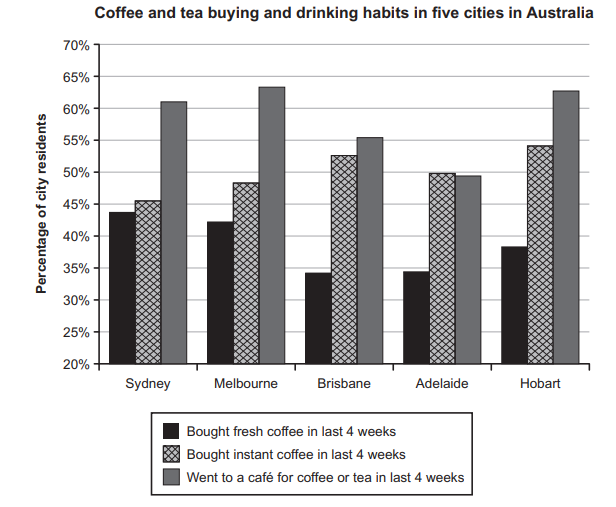 Coffee and tea buying and drinking habits in five cities in Australia
Percentage of city residents
70%
65%
60%
55%
50%
45%
40%
35%
30%
25%
20%
Sydney Melbourne Brisbane Adelaide Hobart
Bought fresh coffee in last 4 weeks
Bought instant coffee in last 4 weeks
Went to a café for coffee or tea in last 4 weeks